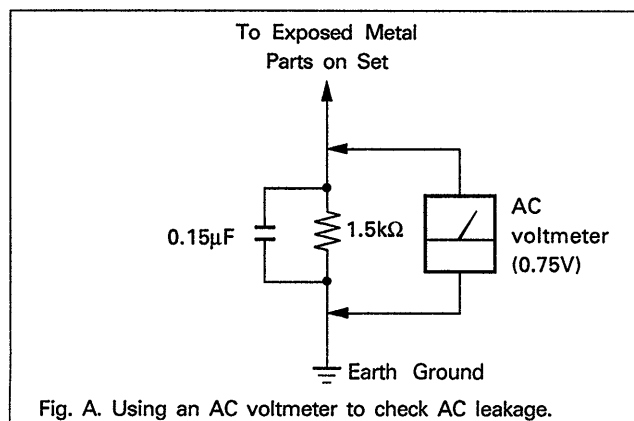 To Exposed Metal
Parts on Set
0.15μF
1.5kΩ
AC
voltmeter
(0.75V)
Earth Ground
Fig. A. Using an AC voltmeter to check AC leakage.